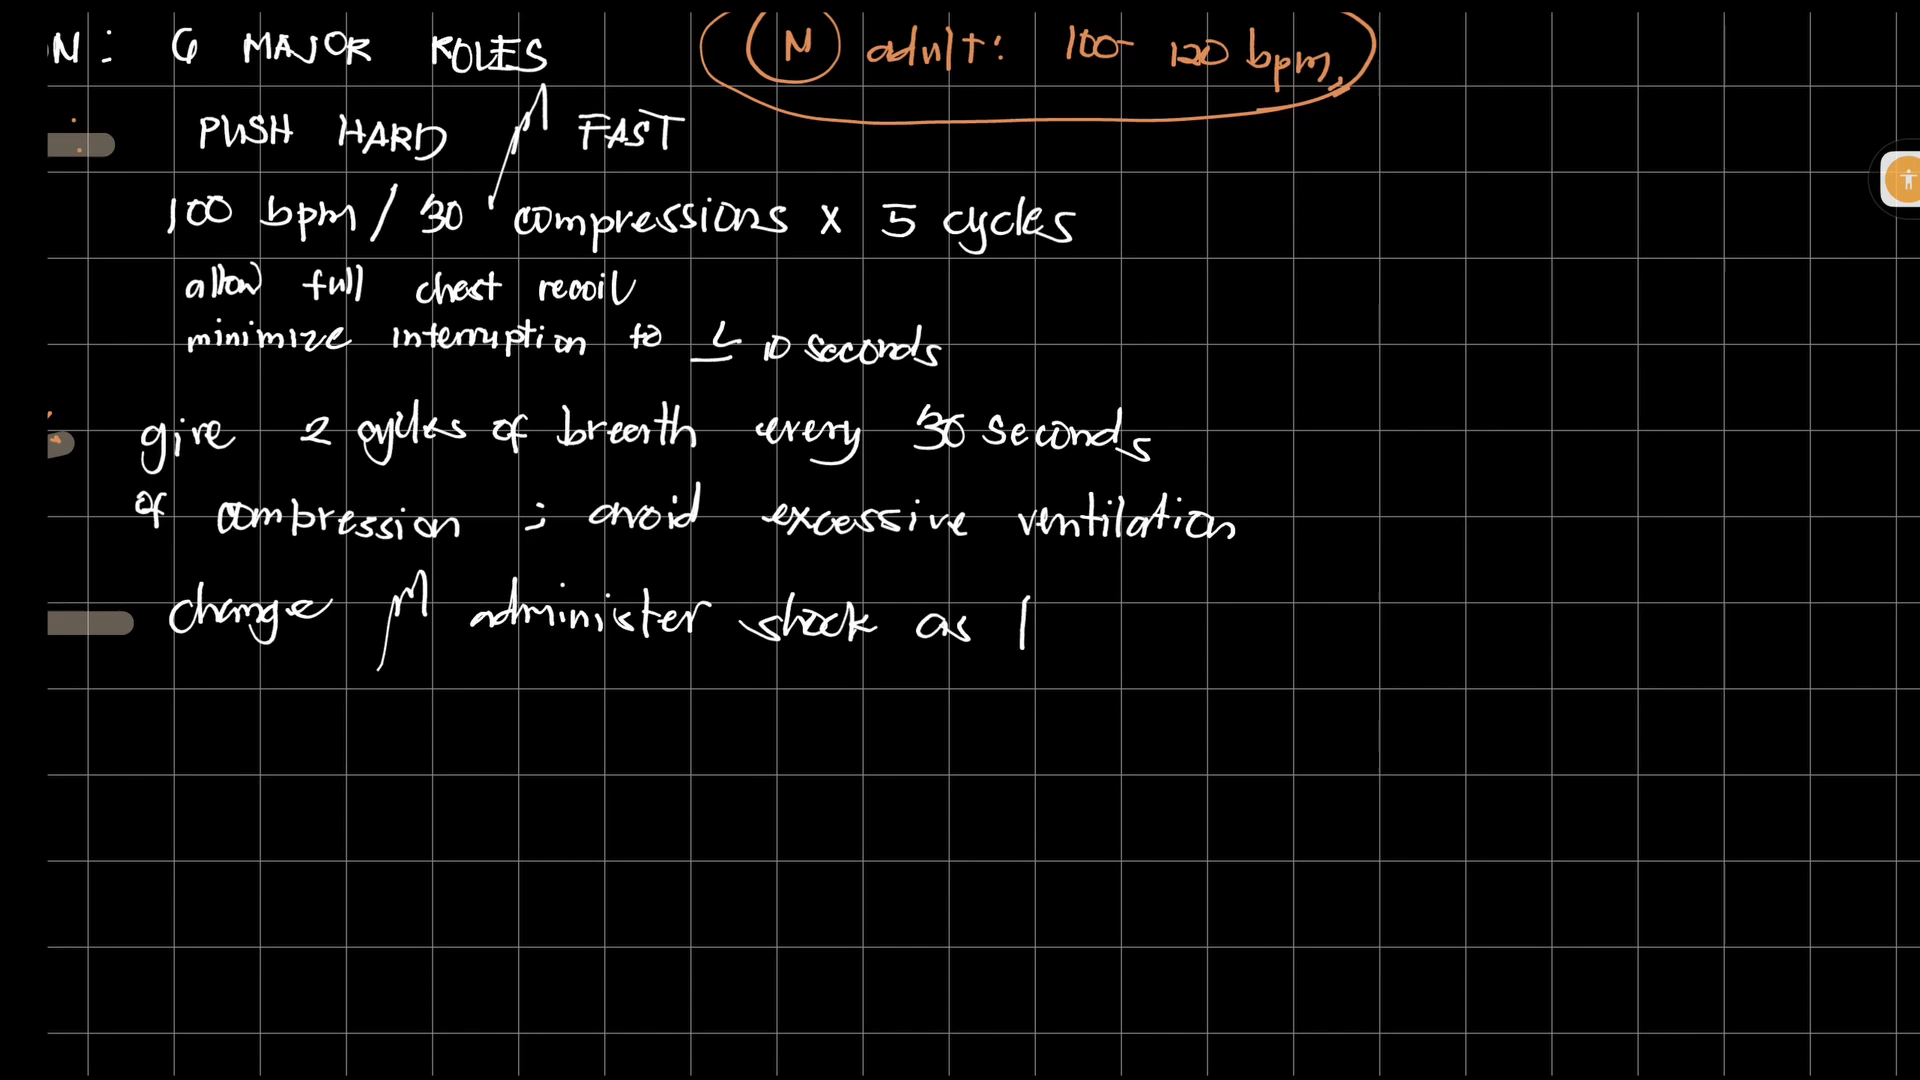 N: 6 MAJOR ROLES
N adult: 100- 120 bpm
PUSH HARD FAST
100 bpm / 30 compressions x 5 cycles
allow full chest recoil
minimize interruption to ≤ 10 seconds
give 2 cycles of breath every 30 seconds
of compression ; avoid excessive ventilation
change administer shock as